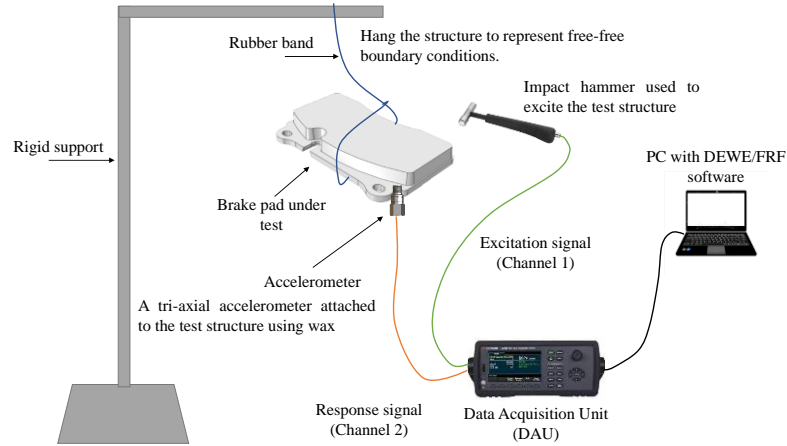 Rubber band
Hang the structure to represent free-free
boundary conditions.
Impact hammer used to
excite the test structure
Rigid support
PC with DEWE/FRF
software
Brake pad under
test
Excitation signal
(Channel 1)
Accelerometer
A tri-axial accelerometer attached
to the test structure using wax
Response signal
(Channel 2)
Data Acquisition Unit
(DAU)